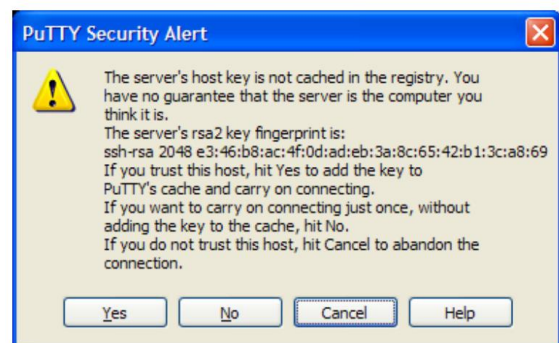 PuTTY Security Alert
The server's host key is not cached in the registry. You
have no guarantee that the server is the computer you
think it is.
The server's rsa2 key fingerprint is:
ssh-rsa 2048 e3:46:b8:ac:4f:0d:ad:eb:3a:8c:65:42:b1:3c:a8:69
If you trust this host, hit Yes to add the key to
PuTTY's cache and carry on connecting.
If you want to carry on connecting just once, without
adding the key to the cache, hit No.
If you do not trust this host, hit Cancel to abandon the
connection.
Yes No Cancel Help